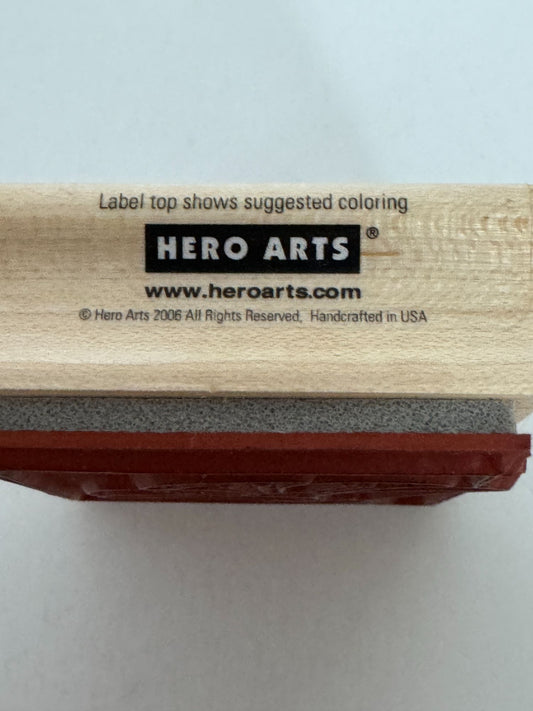 Label top shows suggested coloring
HERO ARTS®
www.heroarts.com
© Hero Arts 2006 All Rights Reserved, Handcrafted in USA